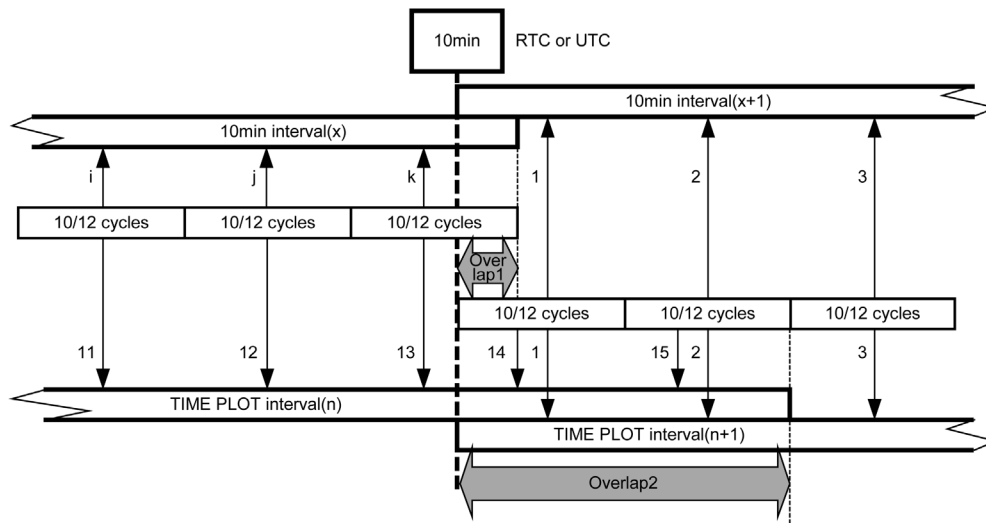 10min
RTC or UTC
10min interval(x+1)
10min interval(x)
i
j
k
1
2
3
10/12 cycles
10/12 cycles
10/12 cycles
Over
lap1
10/12 cycles
10/12 cycles
10/12 cycles
11
12
13
14
1
15
2
3
TIME PLOT interval(n)
TIME PLOT interval(n+1)
Overlap2